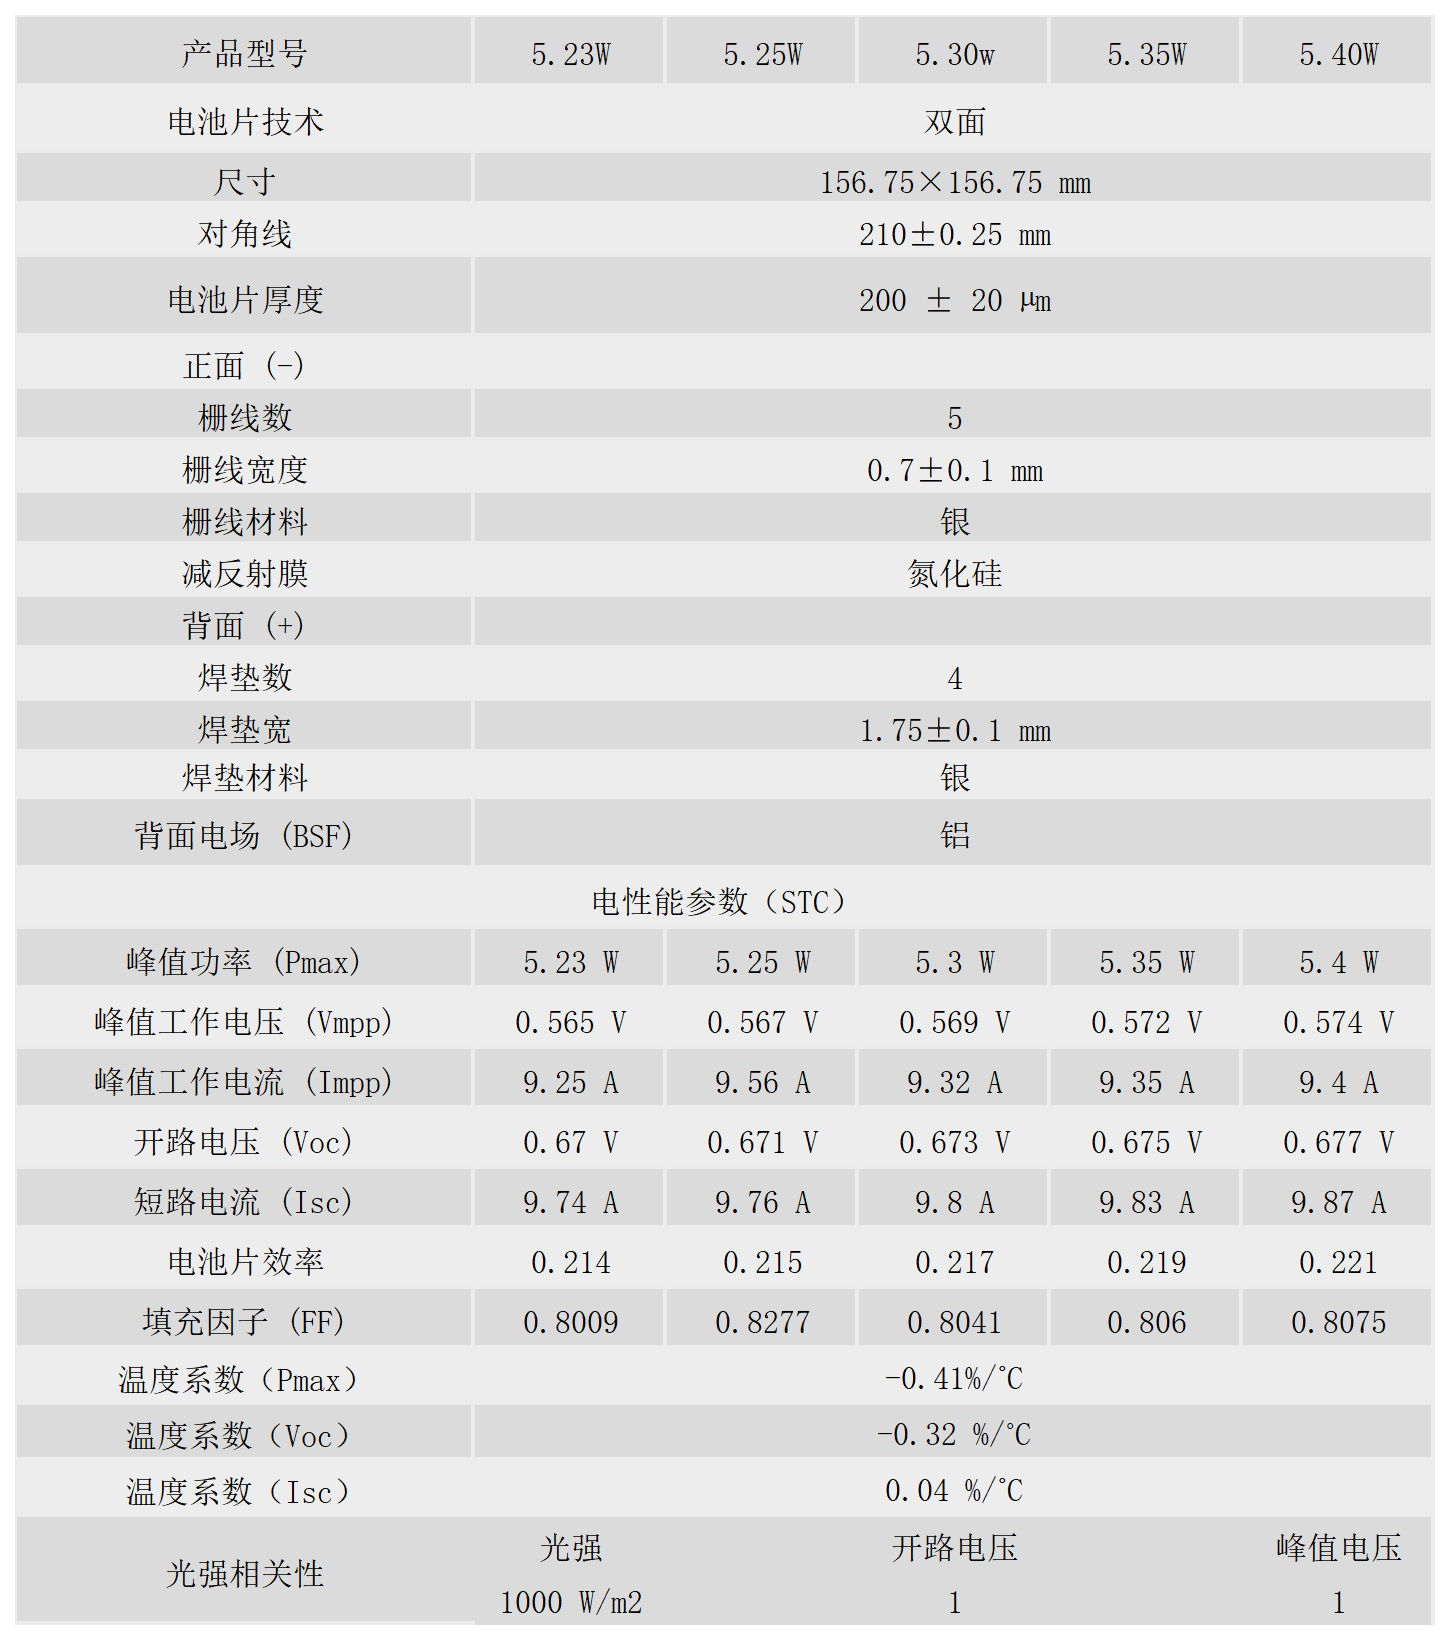 产品型号 5.23W 5.25W 5.30w 5.35W 5.40W
电池片技术 双面
尺寸 156.75×156.75 mm
对角线 210±0.25 mm
电池片厚度 200 ± 20 μm
正面 (-)
栅线数 5
栅线宽度 0.7±0.1 mm
栅线材料 银
减反射膜 氮化硅
背面 (+)
焊垫数 4
焊垫宽 1.75±0.1 mm
焊垫材料 银
背面电场 (BSF) 铝
电性能参数（STC）
峰值功率 (Pmax) 5.23 W 5.25 W 5.3 W 5.35 W 5.4 W
峰值工作电压 (Vmpp) 0.565 V 0.567 V 0.569 V 0.572 V 0.574 V
峰值工作电流 (Impp) 9.25 A 9.56 A 9.32 A 9.35 A 9.4 A
开路电压 (Voc) 0.67 V 0.671 V 0.673 V 0.675 V 0.677 V
短路电流 (Isc) 9.74 A 9.76 A 9.8 A 9.83 A 9.87 A
电池片效率 0.214 0.215 0.217 0.219 0.221
填充因子 (FF) 0.8009 0.8277 0.8041 0.806 0.8075
温度系数（Pmax） -0.41%/℃
温度系数（Voc） -0.32 %/℃
温度系数（Isc） 0.04 %/℃
光强相关性 光强 开路电压 峰值电压
1000 W/m2 1 1